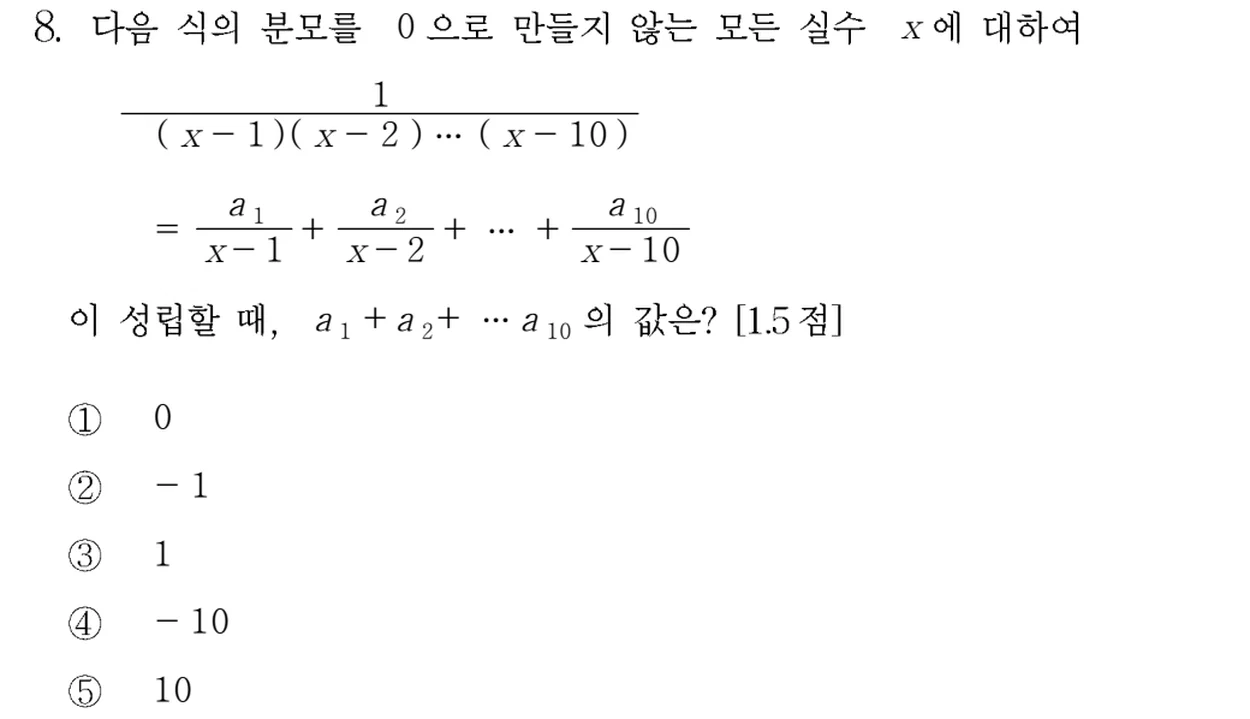 8. 다음 식의 분모를 0 으로 만들지 않는 모든 실수 x 에 대하여
1
( x − 1 )( x − 2 ) ··· ( x − 10 )
= a₁/(x−1) + a₂/(x−2) + ··· + a₁₀/(x−10)
이 성립할 때, a₁ + a₂ + ··· a₁₀ 의 값은? [1.5점]
① 0
② − 1
③ 1
④ − 10
⑤ 10